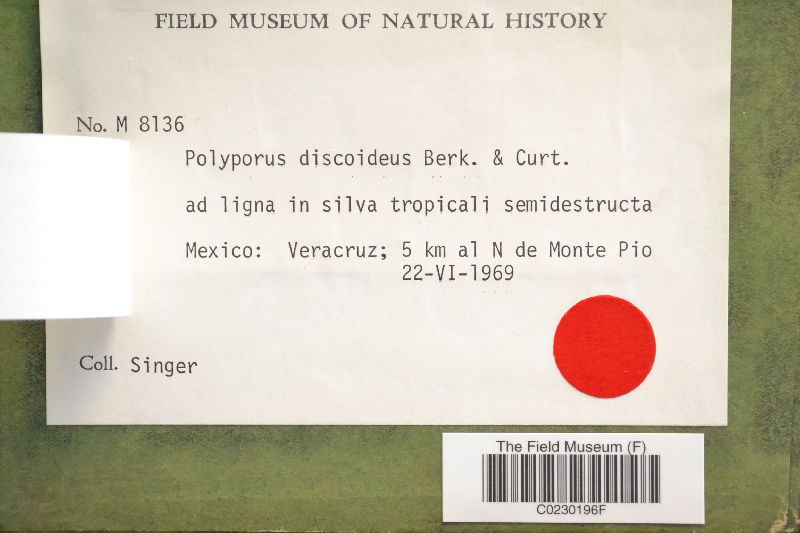 FIELD MUSEUM OF NATURAL HISTORY
No. M 8136
Polyporus discoideus Berk. & Curt.
ad ligna in silva tropicali semidestructa
Mexico: Veracruz; 5 km al N de Monte Pio
22-VI-1969
Coll. Singer
The Field Museum (F)
C0230196F